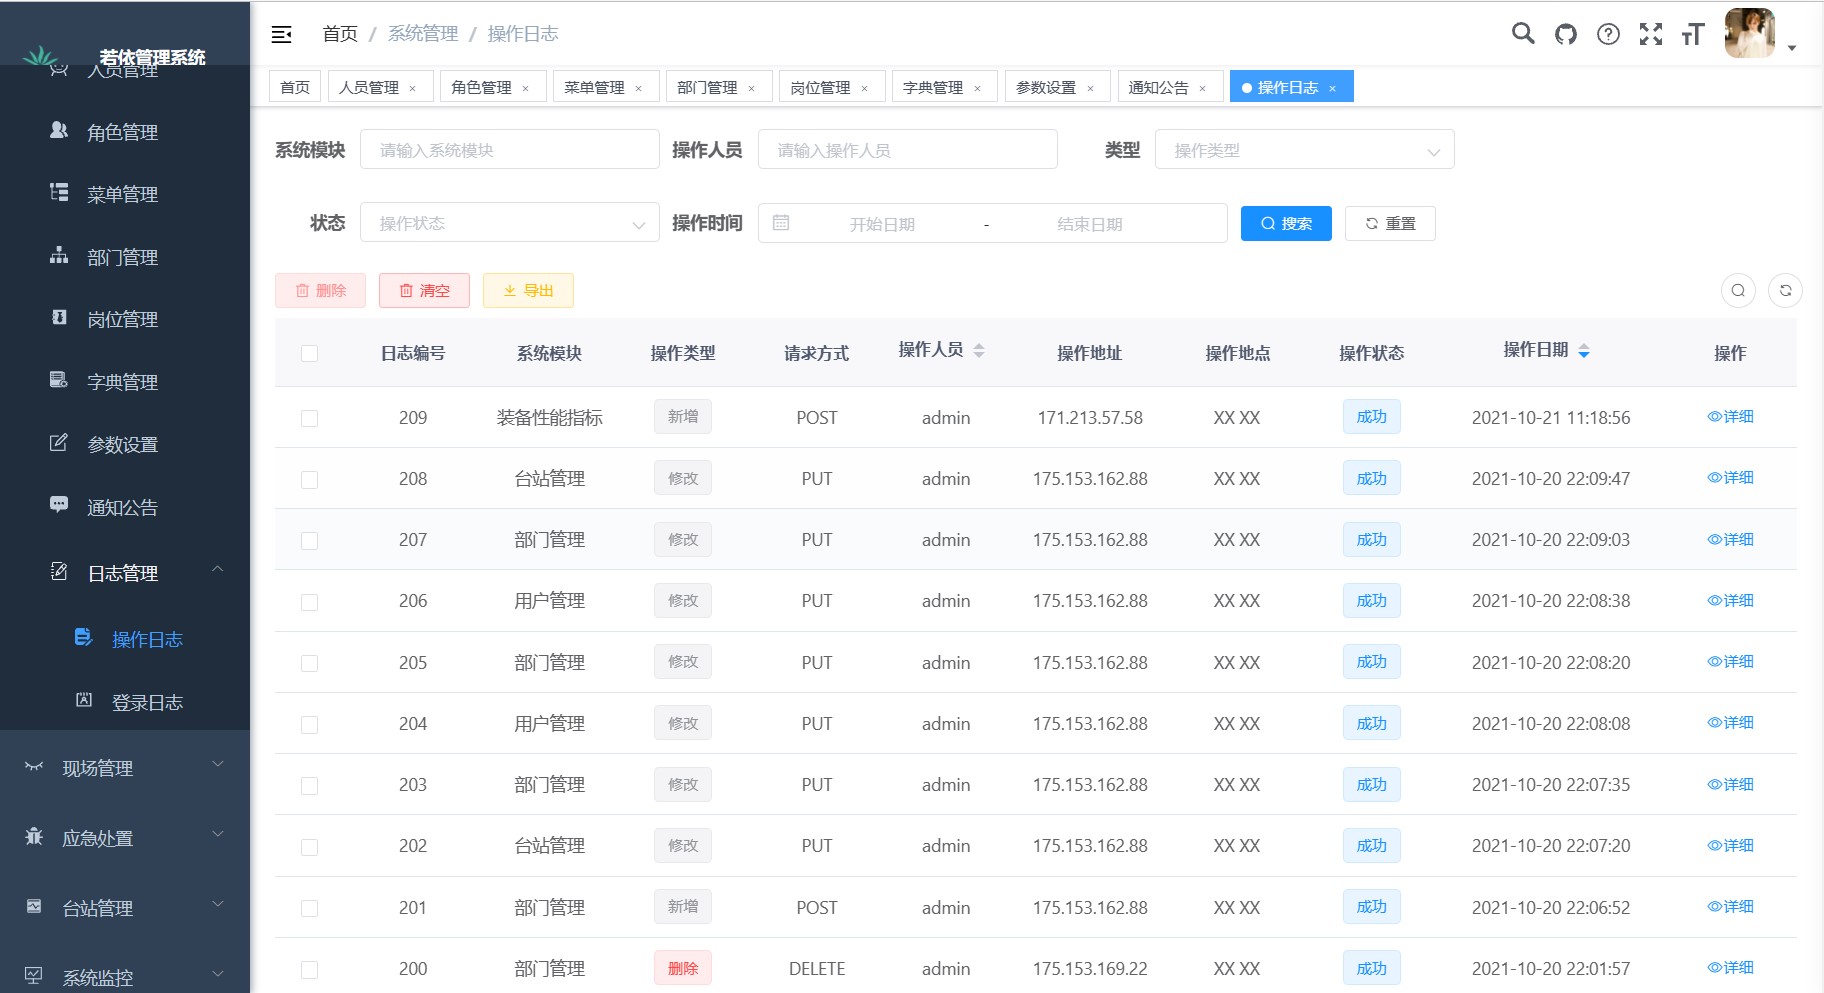 若依管理系统
人员管理
角色管理
菜单管理
部门管理
岗位管理
字典管理
参数设置
通知公告
日志管理
操作日志
登录日志
现场管理
应急处置
台站管理
系统监控
首页 / 系统管理 / 操作日志
首页 人员管理 × 角色管理 × 菜单管理 × 部门管理 × 岗位管理 × 字典管理 × 参数设置 × 通知公告 × 操作日志 ×
系统模块 请输入系统模块 操作人员 请输入操作人员 类型 操作类型
状态 操作状态 操作时间 开始日期 - 结束日期 搜索 重置
删除 清空 导出
日志编号 系统模块 操作类型 请求方式 操作人员 操作地址 操作地点 操作状态 操作日期 操作
209 装备性能指标 新增 POST admin 171.213.57.58 XX XX 成功 2021-10-21 11:18:56 详细
208 台站管理 修改 PUT admin 175.153.162.88 XX XX 成功 2021-10-20 22:09:47 详细
207 部门管理 修改 PUT admin 175.153.162.88 XX XX 成功 2021-10-20 22:09:03 详细
206 用户管理 修改 PUT admin 175.153.162.88 XX XX 成功 2021-10-20 22:08:38 详细
205 部门管理 修改 PUT admin 175.153.162.88 XX XX 成功 2021-10-20 22:08:20 详细
204 用户管理 修改 PUT admin 175.153.162.88 XX XX 成功 2021-10-20 22:08:08 详细
203 部门管理 修改 PUT admin 175.153.162.88 XX XX 成功 2021-10-20 22:07:35 详细
202 台站管理 修改 PUT admin 175.153.162.88 XX XX 成功 2021-10-20 22:07:20 详细
201 部门管理 新增 POST admin 175.153.162.88 XX XX 成功 2021-10-20 22:06:52 详细
200 部门管理 删除 DELETE admin 175.153.169.22 XX XX 成功 2021-10-20 22:01:57 详细